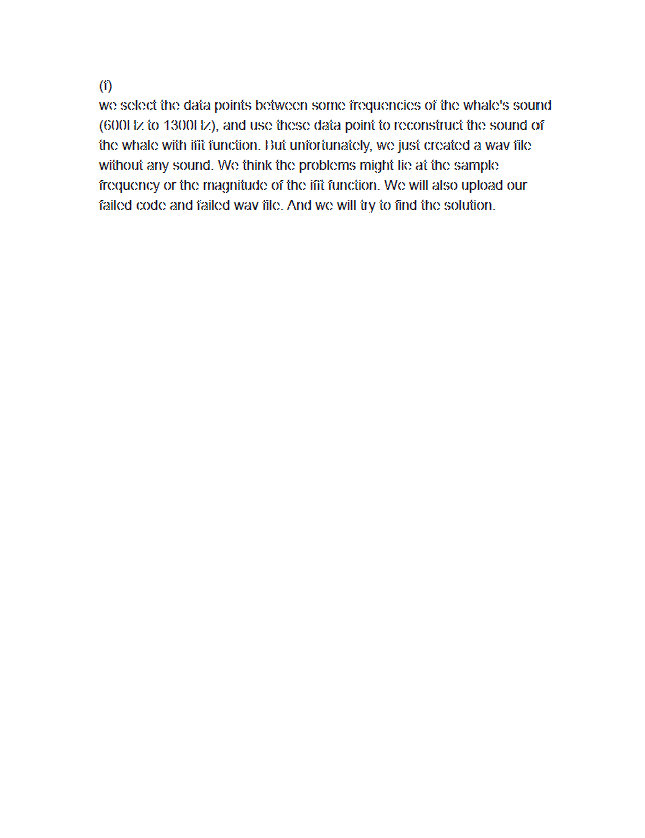 (f)
we select the data points between some frequencies of the whale's sound
(600Hz to 1300Hz), and use these data point to reconstruct the sound of
the whale with ifft function. But unfortunately, we just created a wav file
without any sound. We think the problems might lie at the sample
frequency or the magnitude of the ifft function. We will also upload our
failed code and failed wav file. And we will try to find the solution.